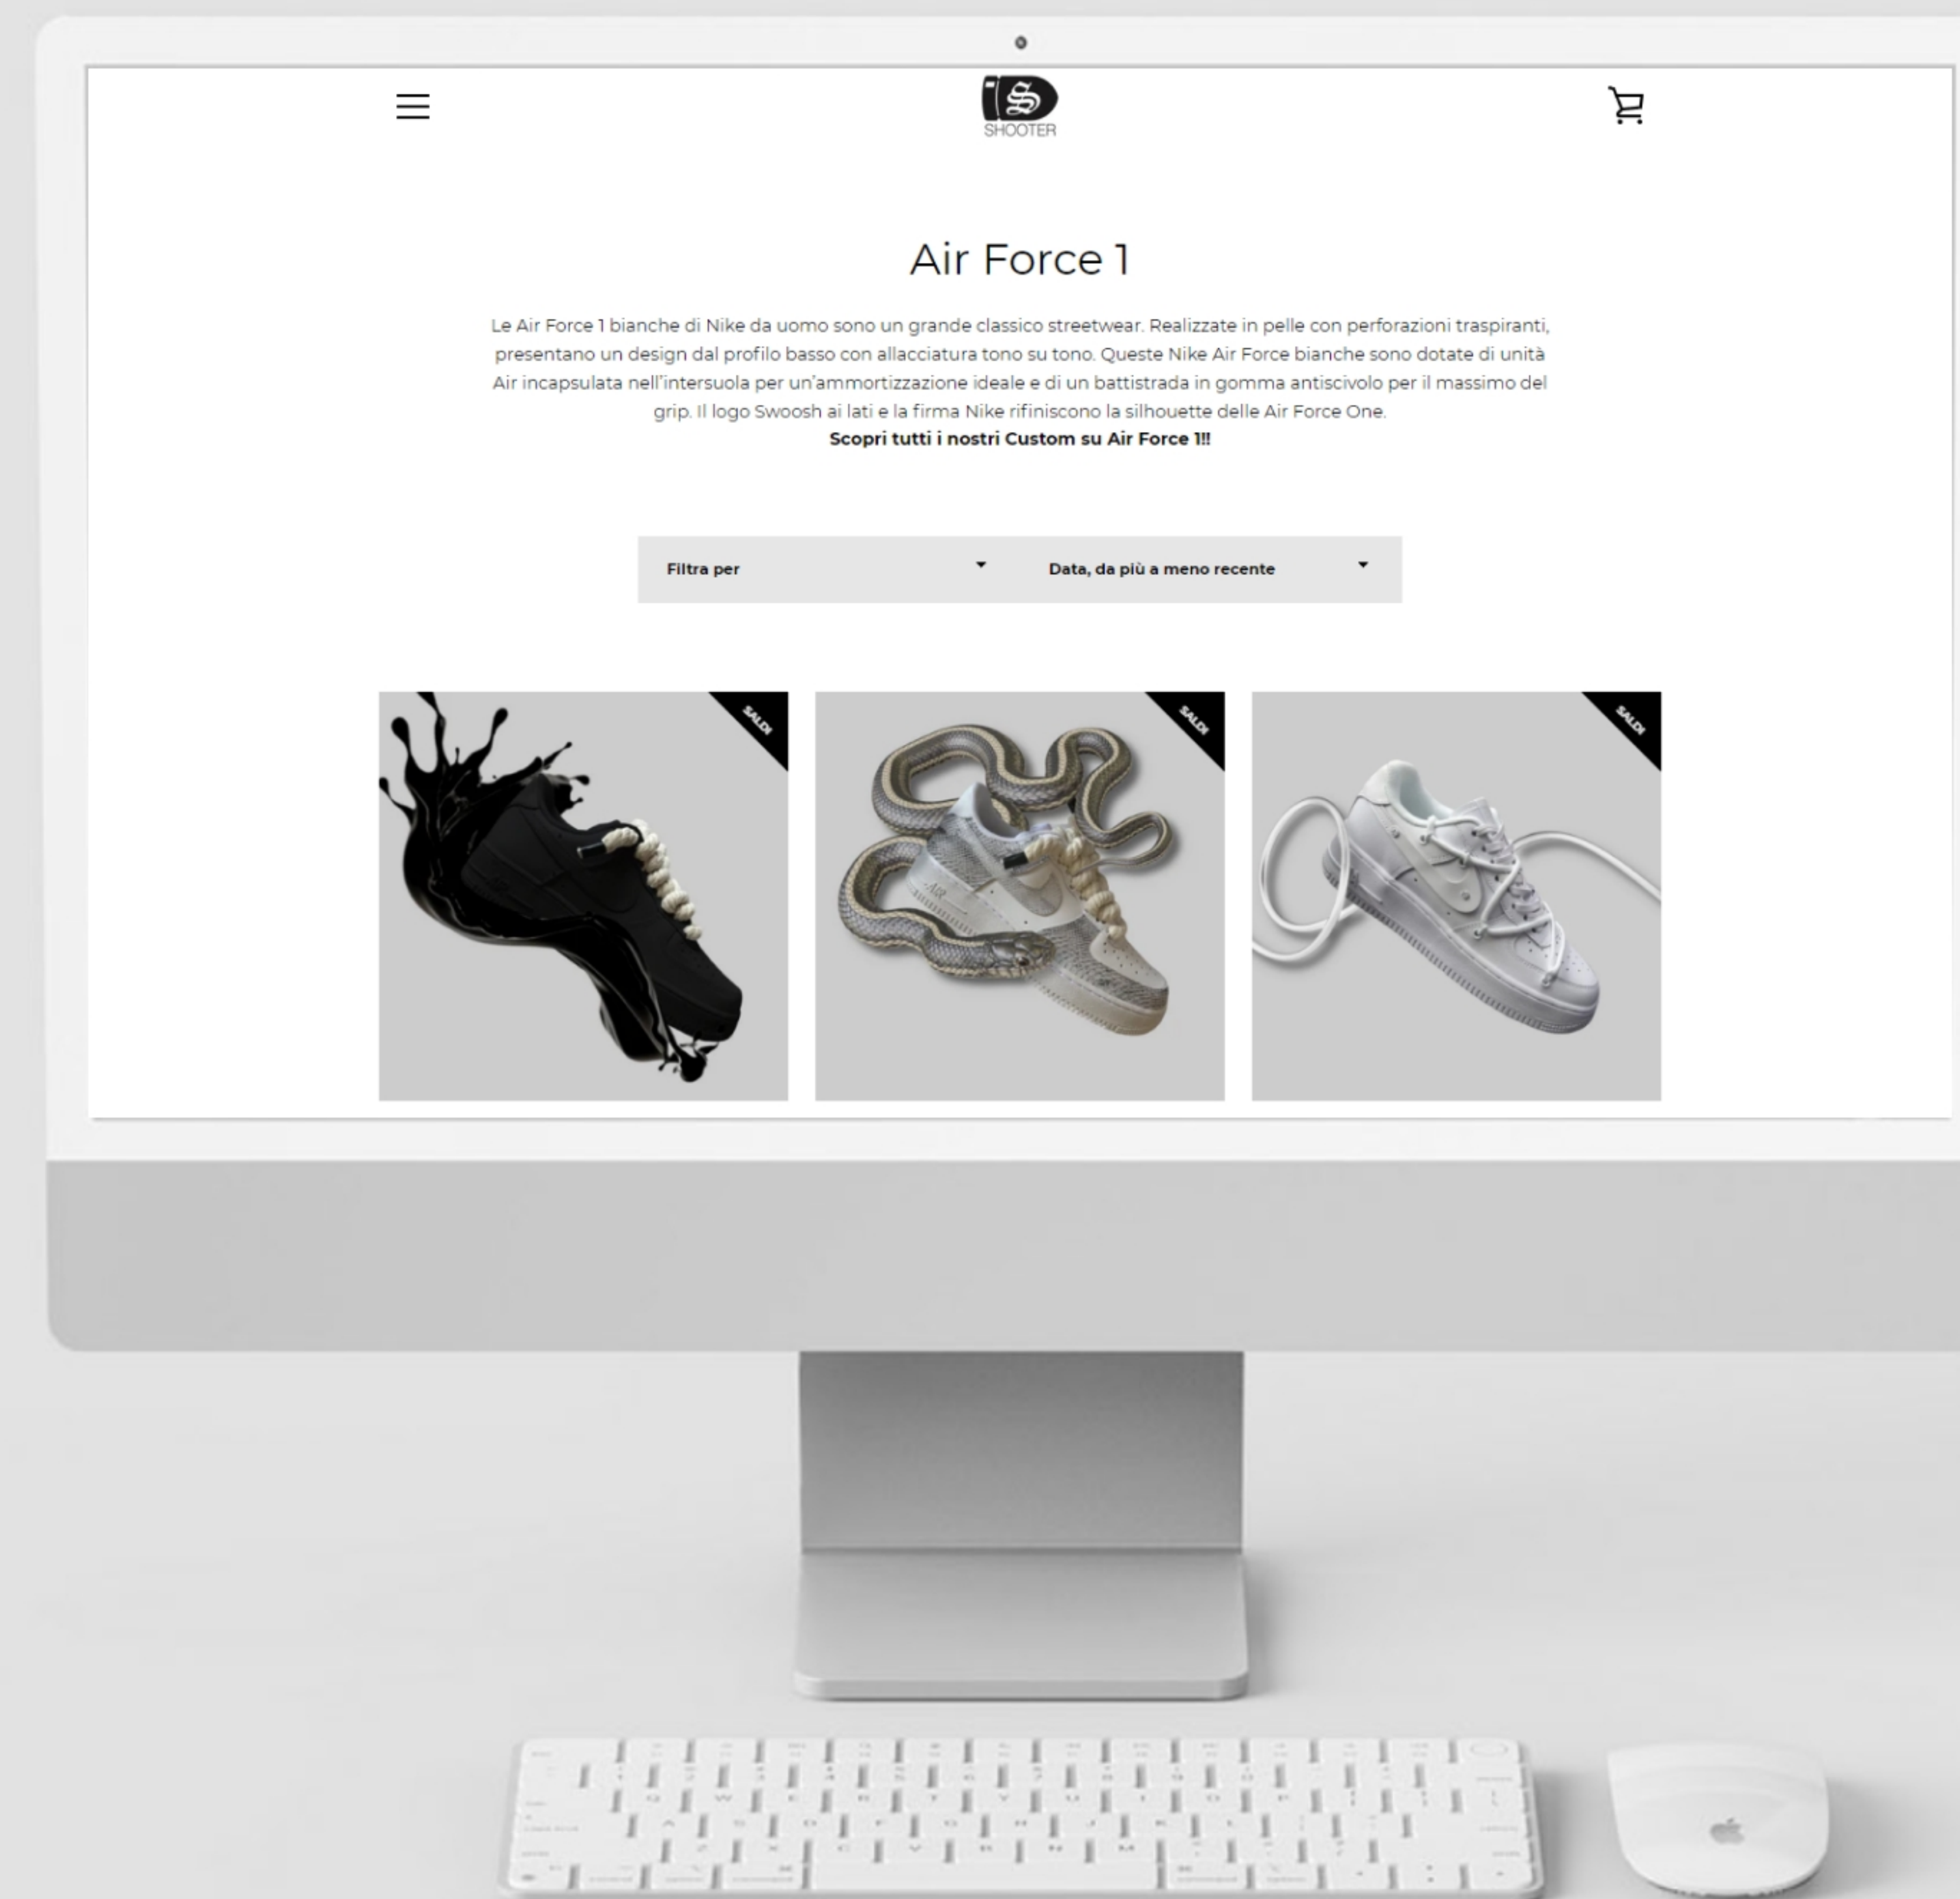 S
SHOOTER
Air Force 1
Le Air Force 1 bianche di Nike da uomo sono un grande classico streetwear. Realizzate in pelle con perforazioni traspiranti,
presentano un design dal profilo basso con allacciatura tono su tono. Queste Nike Air Force bianche sono dotate di unità
Air incapsulata nell'intersuola per un'ammortizzazione ideale e di un battistrada in gomma antiscivolo per il massimo del
grip. Il logo Swoosh ai lati e la firma Nike rifiniscono la silhouette delle Air Force One.
Scopri tutti i nostri Custom su Air Force 1!!
Filtra per
Data, da più a meno recente
SALDI
SALDI
SALDI
AIR